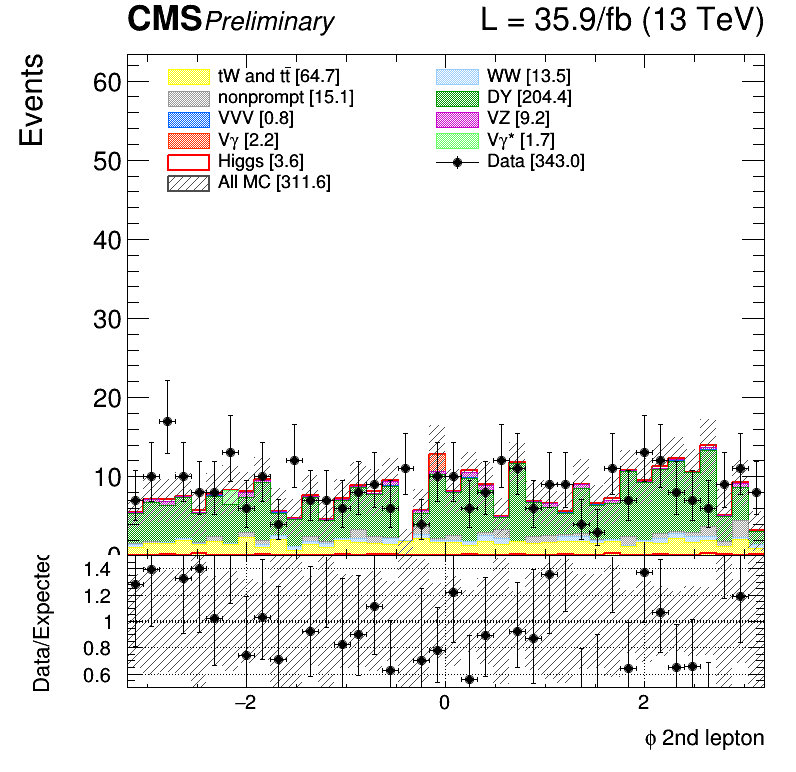 CMS Preliminary L = 35.9/fb (13 TeV)
Events
60
50
40
30
20
10
0
tW and tt̄ [64.7] WW [13.5]
nonprompt [15.1] DY [204.4]
VVV [0.8] VZ [9.2]
Vγ [2.2] Vγ* [1.7]
Higgs [3.6] Data [343.0]
All MC [311.6]
Data/Expected
1.4
1.2
1
0.8
0.6
−2 0 2
ϕ 2nd lepton